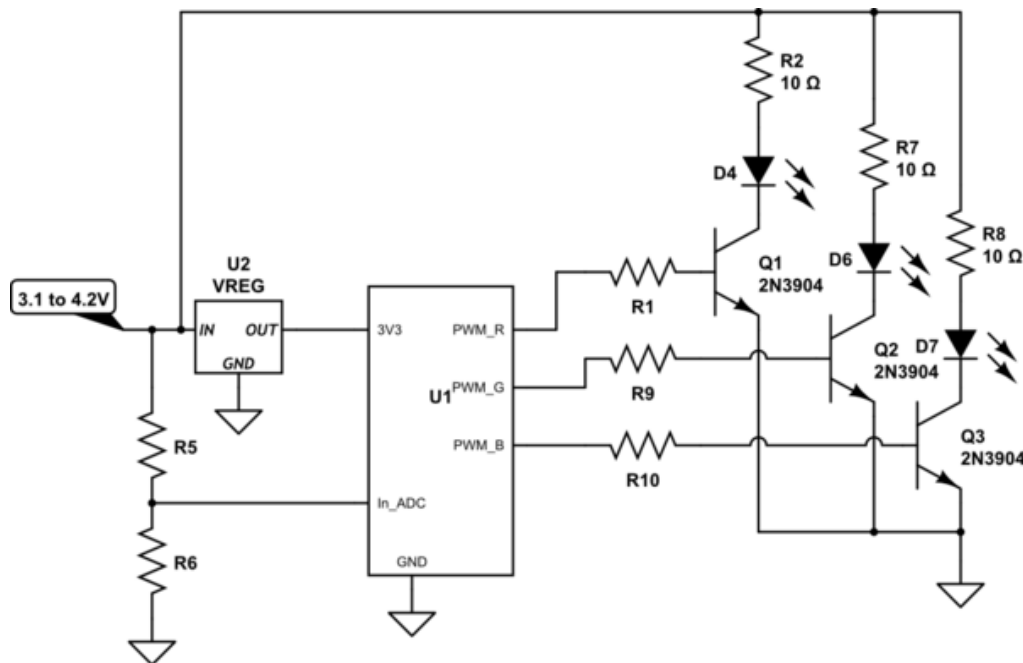 R2
10 Ω
R7
10 Ω
D4
R8
10 Ω
U2
VREG
Q1
2N3904
D6
3.1 to 4.2V
IN
OUT
GND
R1
3V3
PWM_R
Q2
2N3904
D7
PWM_G
U1
R9
PWM_B
R5
Q3
2N3904
R10
In_ADC
R6
GND